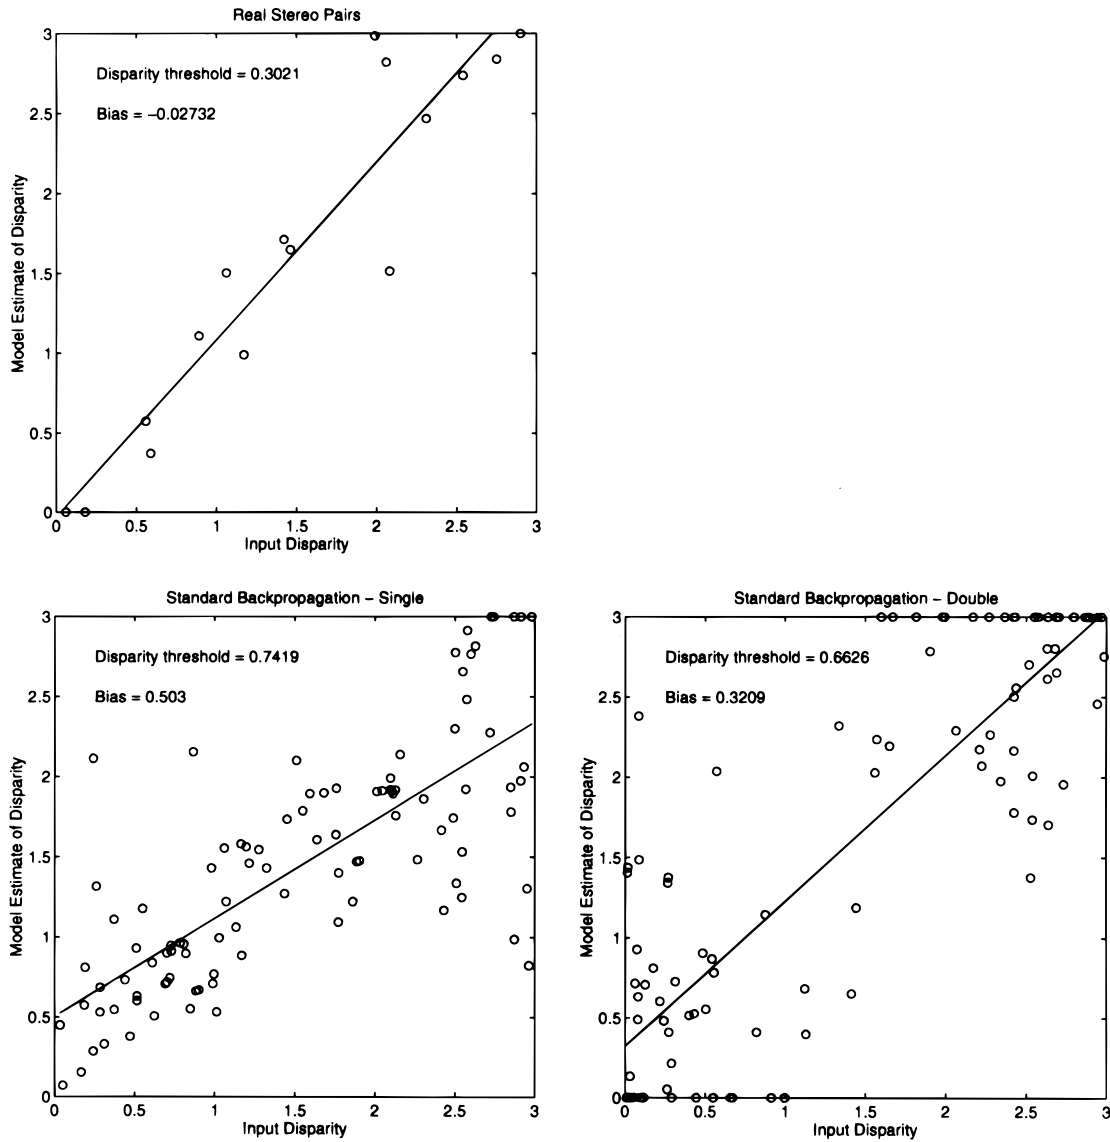 Real Stereo Pairs
3
Disparity threshold = 0.3021
2.5
Bias = –0.02732
2
1.5
1
0.5
0
Model Estimate of Disparity
0 0.5 1 1.5 2 2.5 3
Input Disparity
Standard Backpropagation – Single
3
Disparity threshold = 0.7419
2.5
Bias = 0.503
2
1.5
1
0.5
0
Model Estimate of Disparity
0 0.5 1 1.5 2 2.5 3
Input Disparity
Standard Backpropagation – Double
3
Disparity threshold = 0.6626
2.5
Bias = 0.3209
2
1.5
1
0.5
0
Model Estimate of Disparity
0 0.5 1 1.5 2 2.5 3
Input Disparity